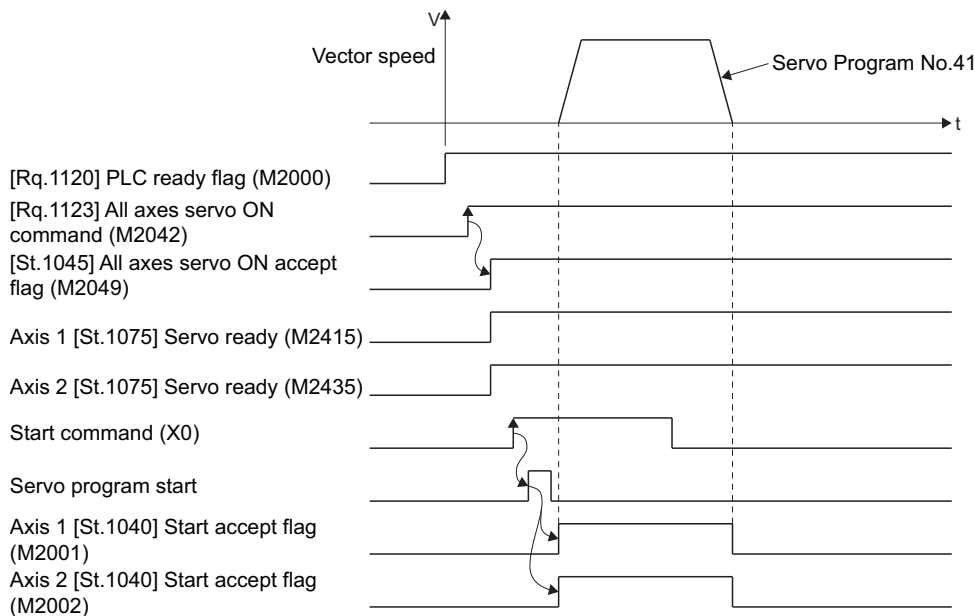 V
Vector speed
Servo Program No.41
t
[Rq.1120] PLC ready flag (M2000)
[Rq.1123] All axes servo ON
command (M2042)
[St.1045] All axes servo ON accept
flag (M2049)
Axis 1 [St.1075] Servo ready (M2415)
Axis 2 [St.1075] Servo ready (M2435)
Start command (X0)
Servo program start
Axis 1 [St.1040] Start accept flag
(M2001)
Axis 2 [St.1040] Start accept flag
(M2002)